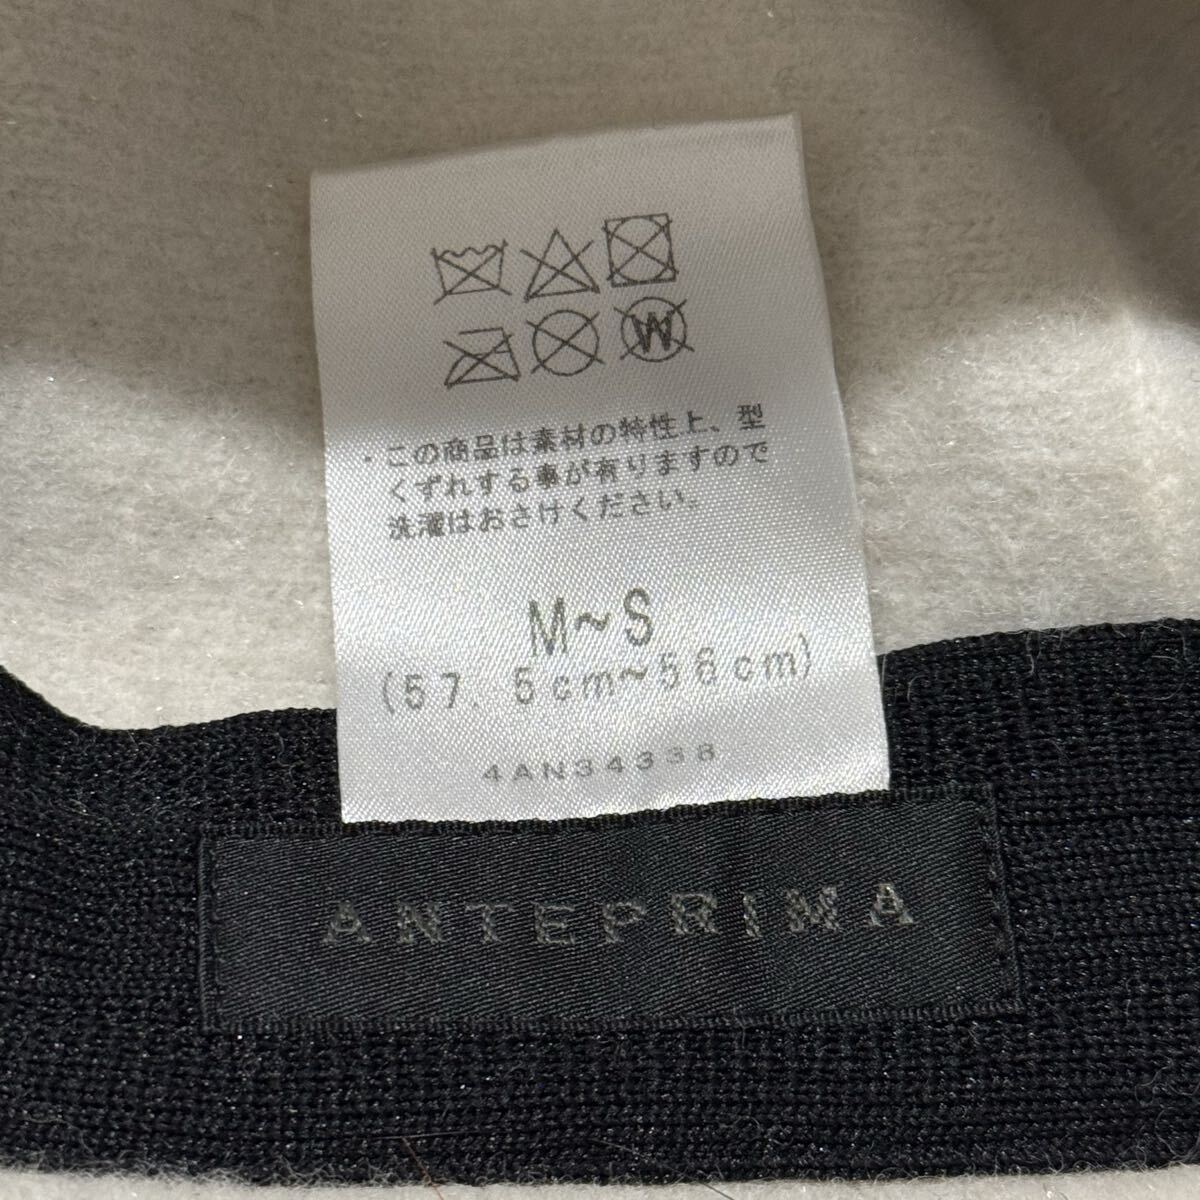 W
・この商品は素材の特性上、型
くずれする事が有りますので
洗濯はおさけください。
M~S
(57.5cm~56cm)
4AN34338
ANTEPRIMA